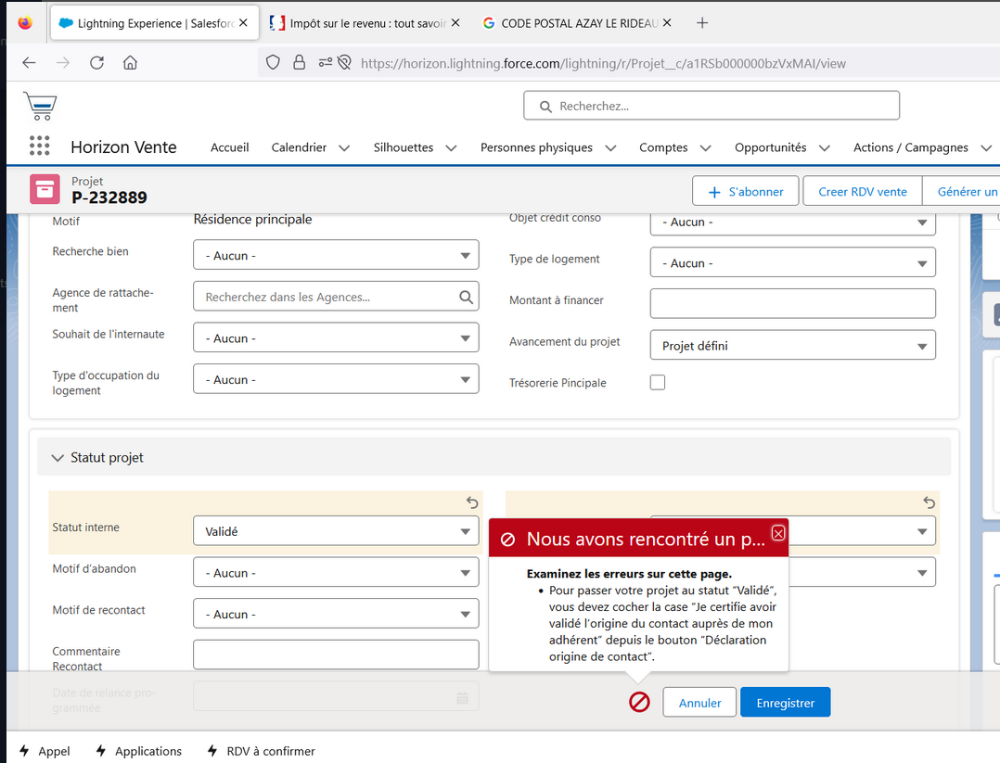 Lightning Experience | Salesforc
Impôt sur le revenu : tout savoir
CODE POSTAL AZAY LE RIDEAU
https://horizon.lightning.force.com/lightning/r/Projet__c/a1RSb000000bzVxMAI/view
Recherchez...
Horizon Vente
Accueil
Calendrier
Silhouettes
Personnes physiques
Comptes
Opportunités
Actions / Campagnes
Projet
P-232889
S'abonner
Creer RDV vente
Générer un
Motif
Résidence principale
Objet crédit conso
- Aucun -
Recherche bien
- Aucun -
Type de logement
- Aucun -
Agence de rattache-
ment
Recherchez dans les Agences...
Montant à financer
Souhait de l'internaute
- Aucun -
Avancement du projet
Projet défini
Type d'occupation du
logement
- Aucun -
Trésorerie Pincipale
Statut projet
Statut interne
Validé
Motif d'abandon
- Aucun -
Motif de recontact
- Aucun -
Commentaire
Recontact
Date de relance pro-
grammée
Nous avons rencontré un p...
Examinez les erreurs sur cette page.
• Pour passer votre projet au statut “Validé”,
vous devez cocher la case “Je certifie avoir
validé l’origine du contact auprès de mon
adhérent” depuis le bouton “Déclaration
origine de contact”.
Annuler
Enregistrer
Appel
Applications
RDV à confirmer